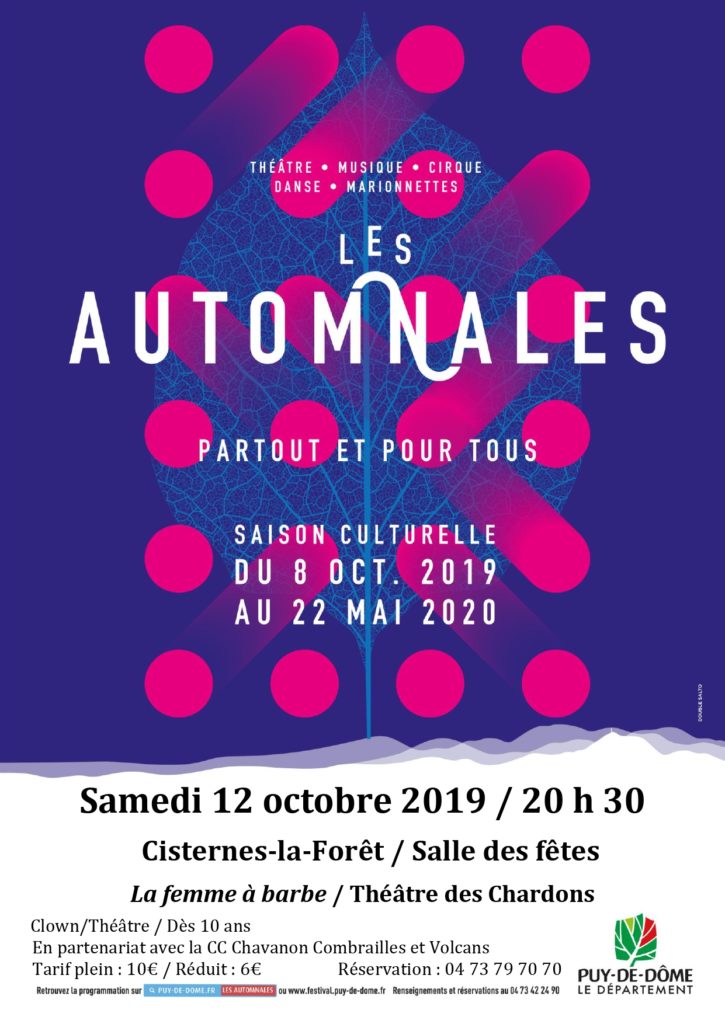 THÉÂTRE • MUSIQUE • CIRQUE
DANSE • MARIONNETTES
LES
AUTOMNALES
PARTOUT ET POUR TOUS
SAISON CULTURELLE
DU 8 OCT. 2019
AU 22 MAI 2020
DOUBLE SALTO
Samedi 12 octobre 2019 / 20 h 30
Cisternes-la-Forêt / Salle des fêtes
La femme à barbe / Théâtre des Chardons
Clown/Théâtre / Dès 10 ans
En partenariat avec la CC Chavanon Combrailles et Volcans
Tarif plein : 10€ / Réduit : 6€ Réservation : 04 73 79 70 70
Retrouvez la programmation sur PUY-DE-DOME.FR LES AUTOMNALES ou www.festival.puy-de-dome.fr Renseignements et réservations au 04 73 42 24 90
PUY-DE-DÔME
LE DÉPARTEMENT